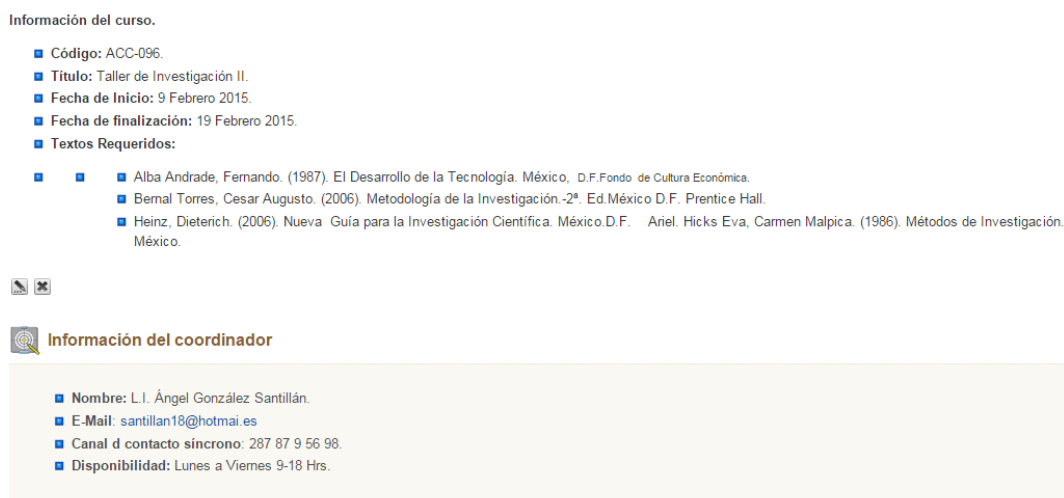 Información del curso.
Código: ACC-096.
Título: Taller de Investigación II.
Fecha de Inicio: 9 Febrero 2015.
Fecha de finalización: 19 Febrero 2015.
Textos Requeridos:
Alba Andrade, Fernando. (1987). El Desarrollo de la Tecnología. México, D.F.Fondo de Cultura Económica.
Bernal Torres, Cesar Augusto. (2006). Metodología de la Investigación.-2ª. Ed.México D.F. Prentice Hall.
Heinz, Dieterich. (2006). Nueva Guía para la Investigación Científica. México.D.F. Ariel. Hicks Eva, Carmen Malpica. (1986). Métodos de Investigación.
México.
Información del coordinador
Nombre: L.I. Ángel González Santillán.
E-Mail: santillan18@hotmai.es
Canal d contacto síncrono: 287 87 9 56 98.
Disponibilidad: Lunes a Viernes 9-18 Hrs.